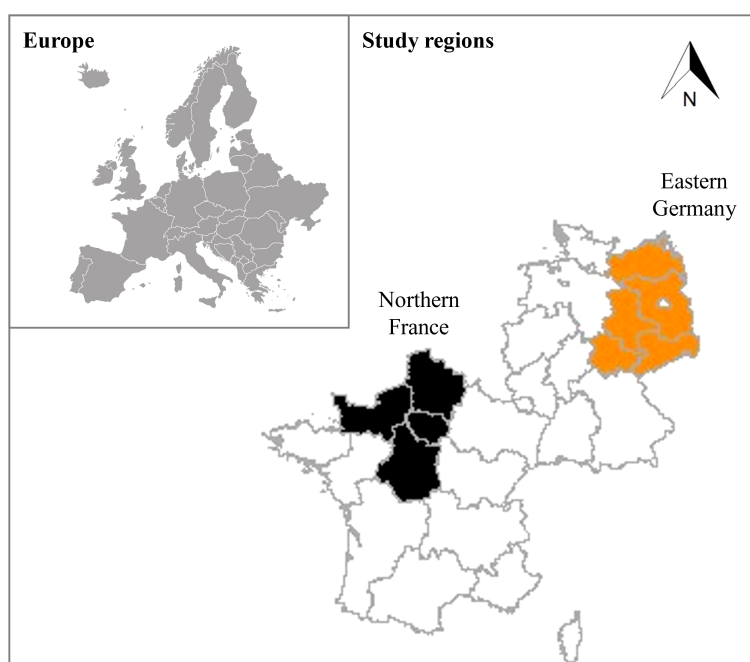 Europe
Study regions
N
Eastern
Germany
Northern
France